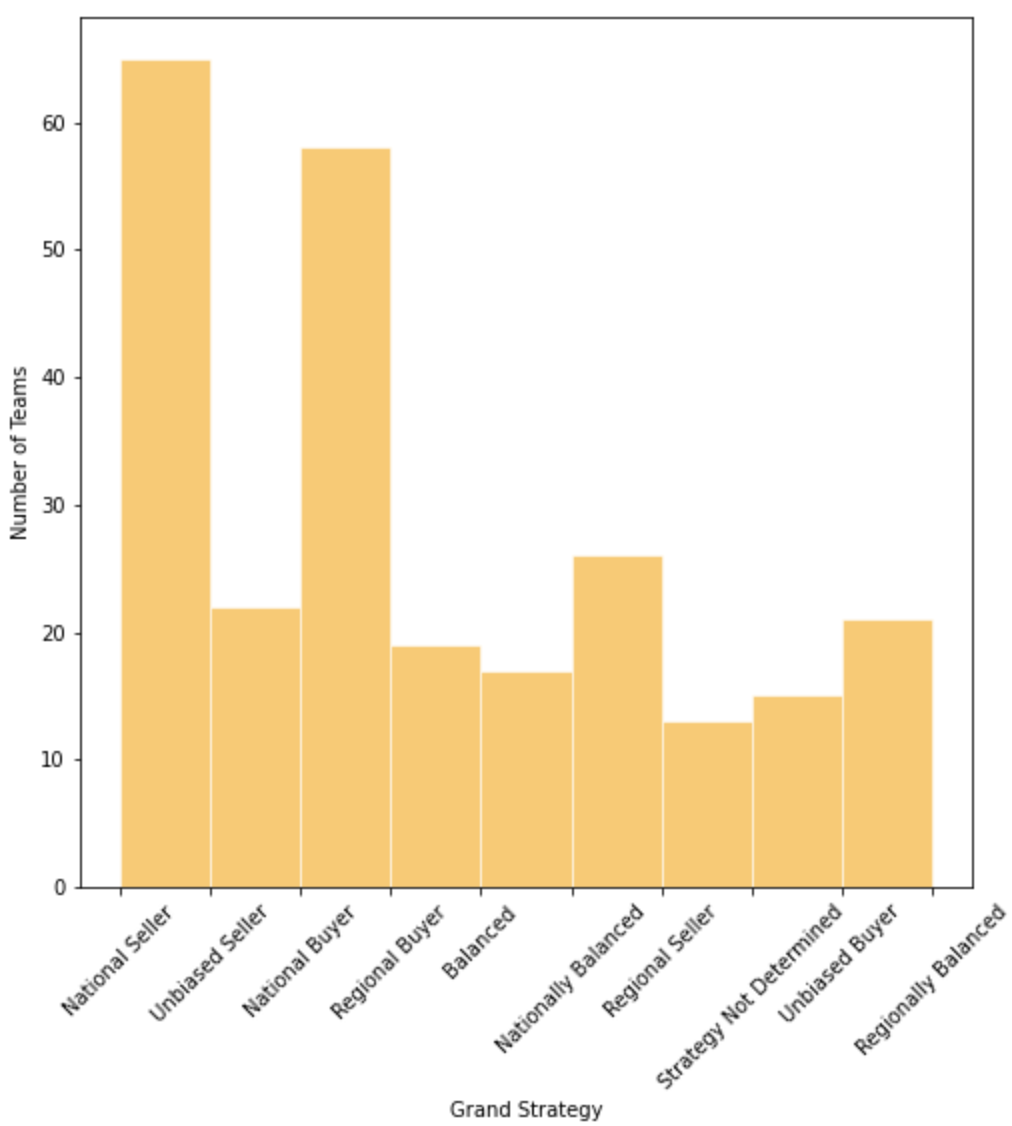 60
50
40
30
20
10
0
Number of Teams
National Seller
Unbiased Seller
National Buyer
Regional Buyer
Balanced
Nationally Balanced
Regional Seller
Strategy Not Determined
Unbiased Buyer
Regionally Balanced
Grand Strategy